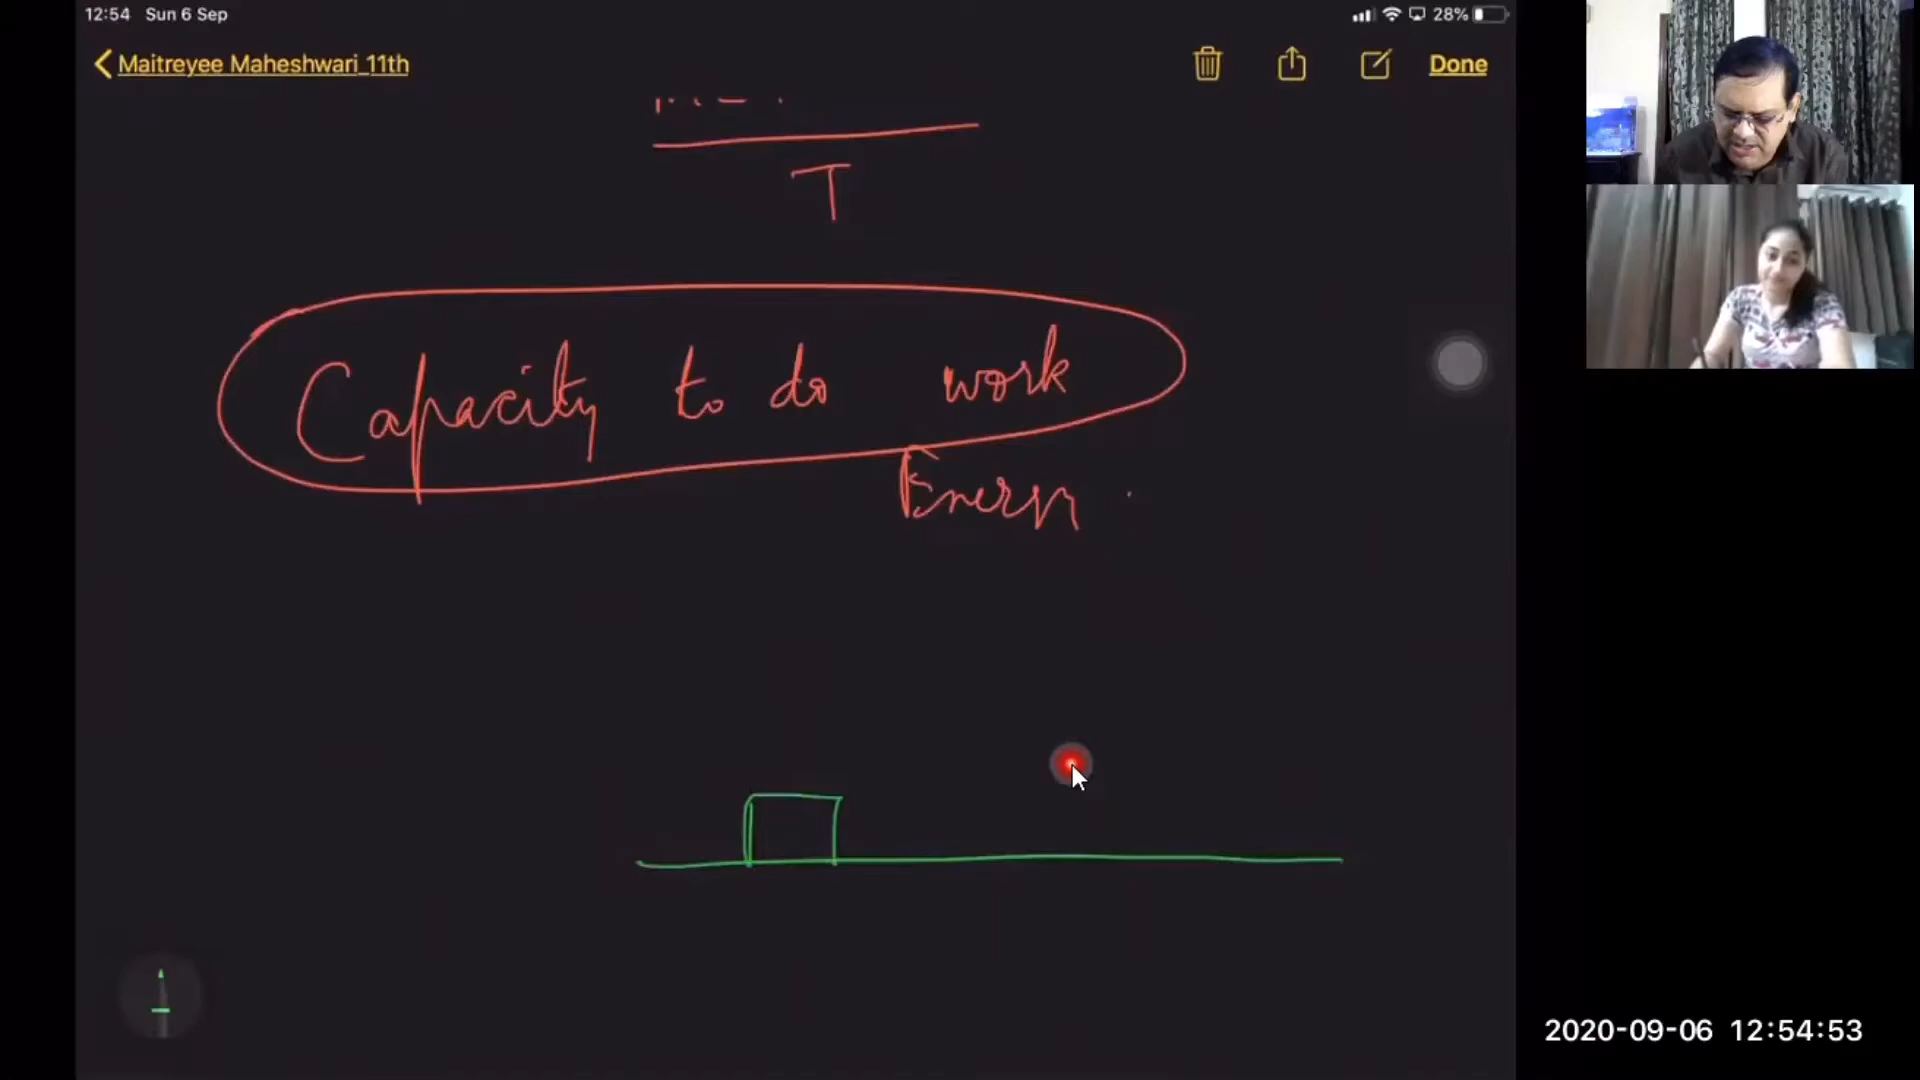 12:54 Sun 6 Sep 28%
Maitreyee Maheshwari_11th Done
T
Capacity to do work
Energy
2020-09-06 12:54:53